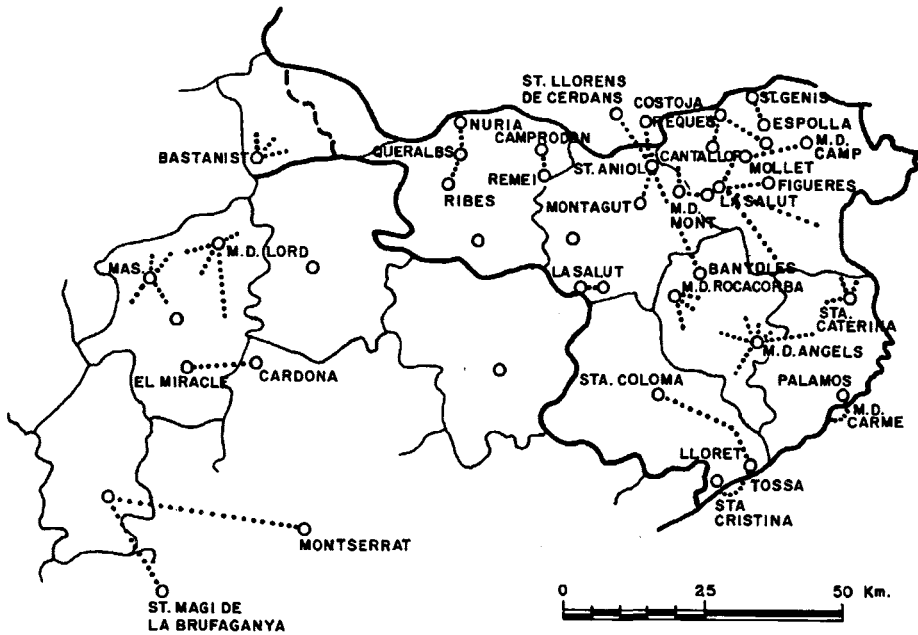 ST. LLORENS
DE CERDANS
COSTOJA
REQUES
ST.GENIS
NURIA
CAMPRODON
ESPOLLA
BASTANIST
QUERALBS
ST. ANIOL
CANTALLOP
M.D.
CAMP
MOLLET
REMEI
FIGUERES
RIBES
MONTAGUT
M.D.
MONT
LA SALUT
MAS.
M.D. LORD
LA SALUT
BANYOLES
M.D. ROCACORBA
STA.
CATERINA
M.D. ANGELS
EL MIRACLE
CARDONA
STA. COLOMA
PALAMOS
M.D.
CARME
LLORET
TOSSA
STA
CRISTINA
MONTSERRAT
ST. MAGI DE
LA BRUFAGANYA
0 25 50 Km.